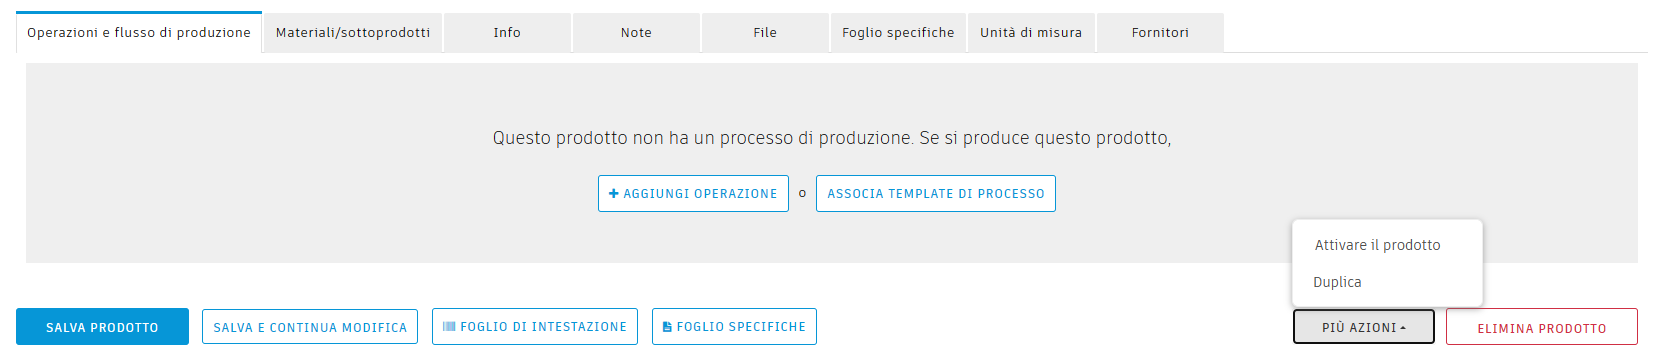 Operazioni e flusso di produzione
Materiali/sottoprodotti
Info
Note
File
Foglio specifiche
Unità di misura
Fornitori
Questo prodotto non ha un processo di produzione. Se si produce questo prodotto,
AGGIUNGI OPERAZIONE o ASSOCIA TEMPLATE DI PROCESSO
Attivare il prodotto
Duplica
SALVA PRODOTTO
SALVA E CONTINUA MODIFICA
FOGLIO DI INTESTAZIONE
FOGLIO SPECIFICHE
PIÙ AZIONI
ELIMINA PRODOTTO